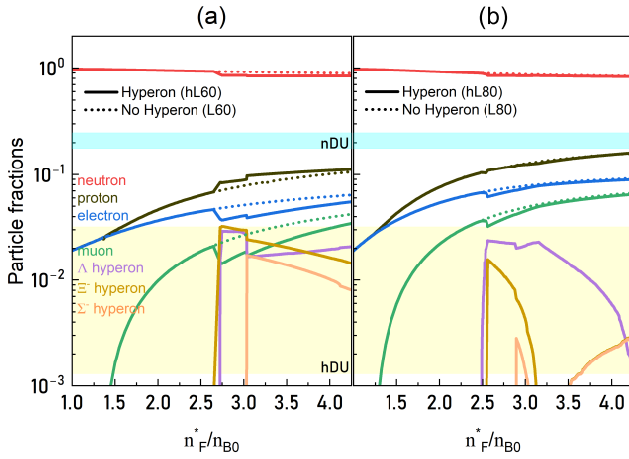 (a)
(b)
Particle fractions
10⁰
10⁻¹
10⁻²
10⁻³
Hyperon (hL60)
No Hyperon (L60)
nDU
neutron
proton
electron
muon
Λ hyperon
Ξ⁻ hyperon
Σ⁻ hyperon
hDU
1.0 1.5 2.0 2.5 3.0 3.5 4.0
n*F/nB0
Hyperon (hL80)
No Hyperon (L80)
1.0 1.5 2.0 2.5 3.0 3.5 4.0
n*F/nB0